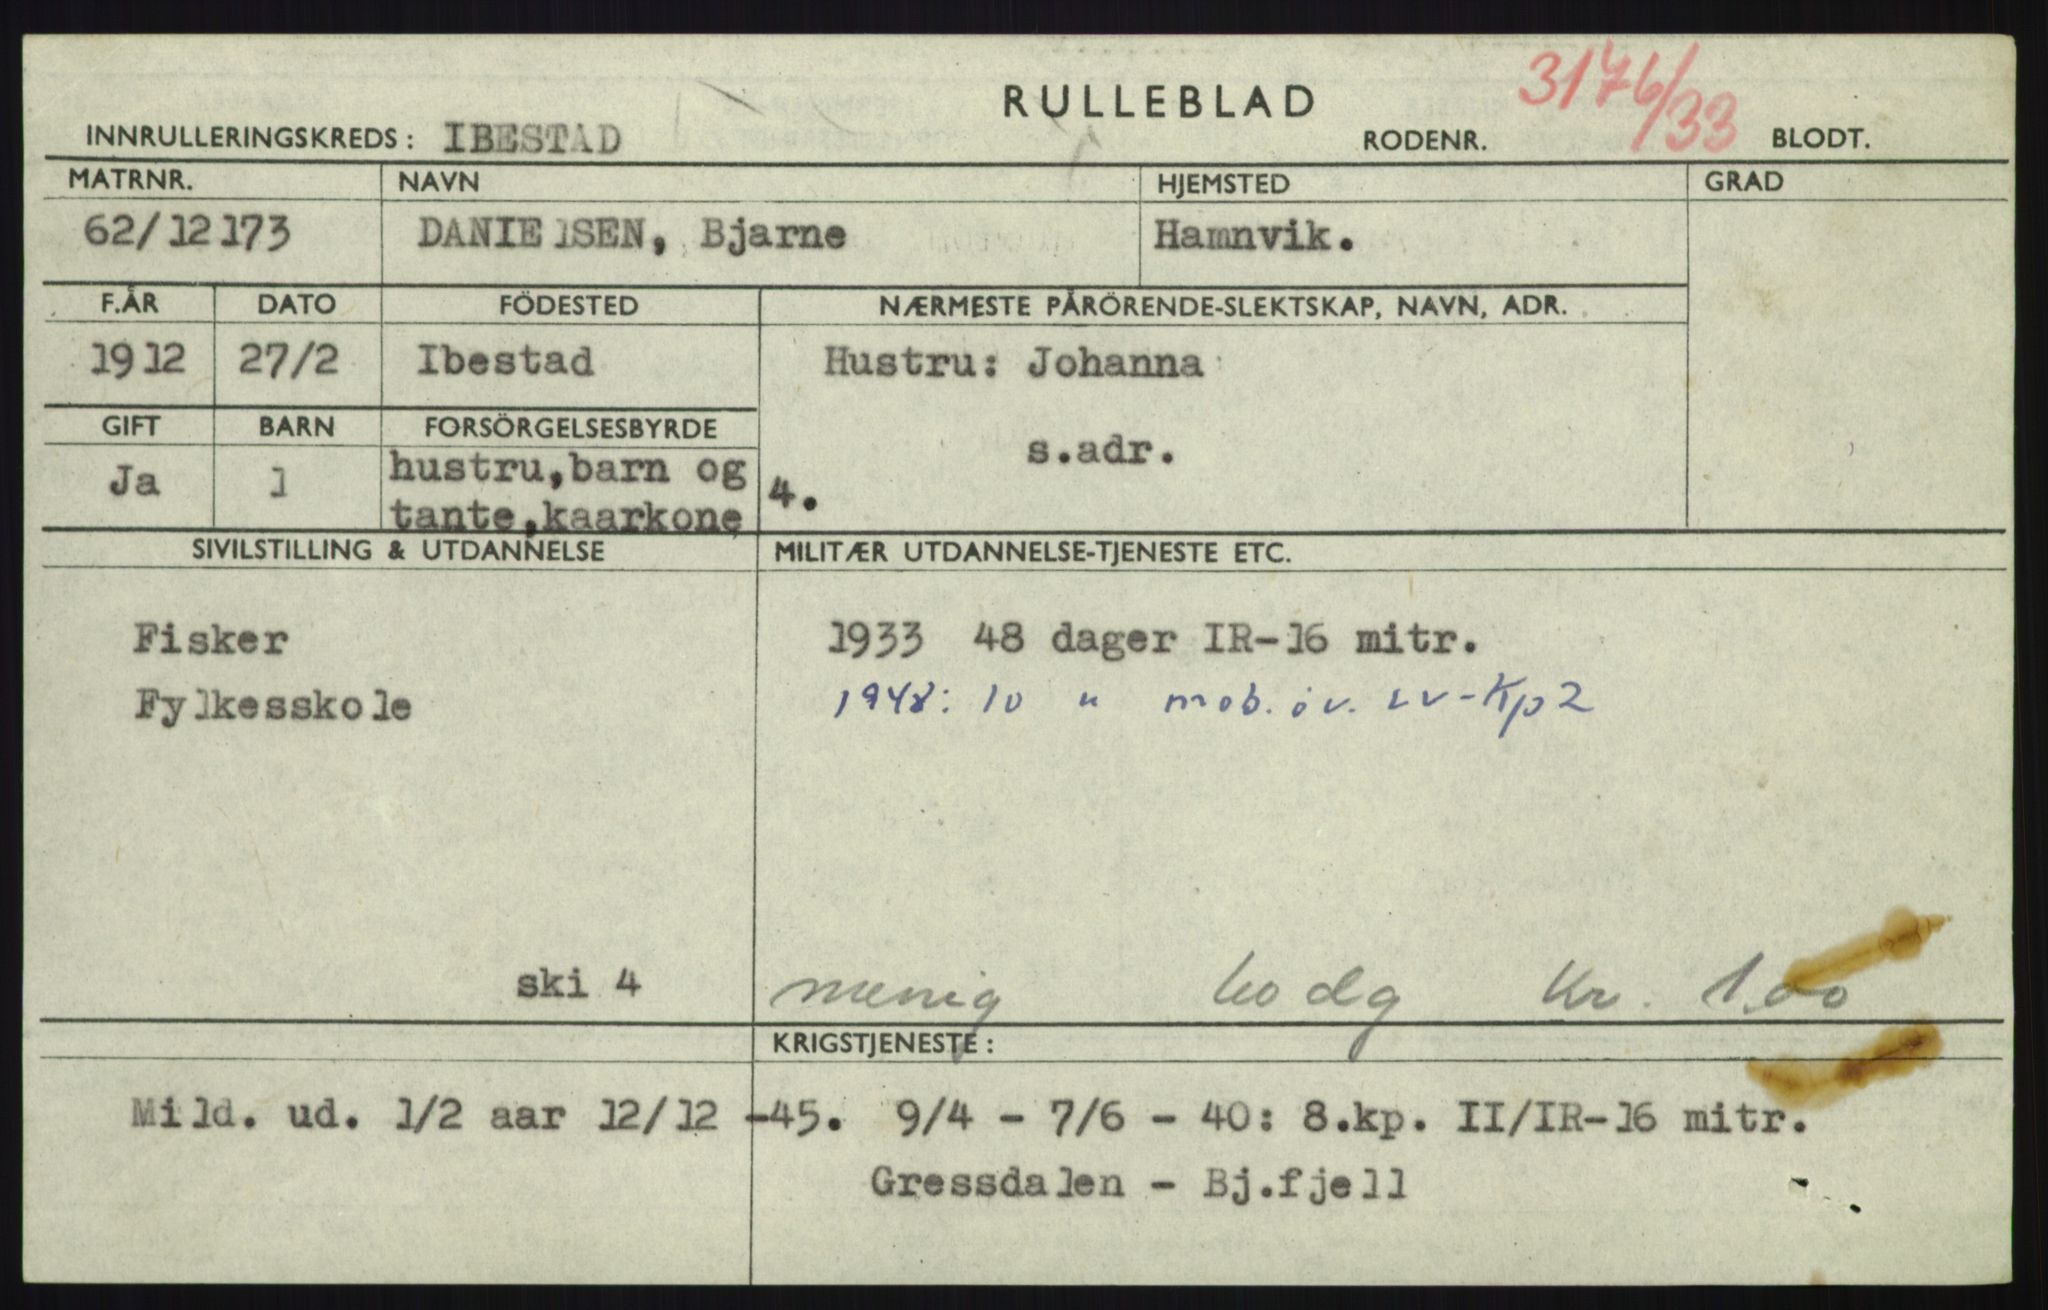 RULLEBLAD
3176/33
INNRULLERINGSKREDS: IBESTAD RODENR. BLODT.
MATRNR. NAVN HJEMSTED GRAD
62/12173 DANIElSEN, Bjarne Hamnvik.
F.ÅR DATO FÖDESTED NÆRMESTE PÅRÖRENDE-SLEKTSKAP, NAVN, ADR.
1912 27/2 Ibestad Hustru: Johanna
GIFT BARN FORSÖRGELSESBYRDE
s.adr.
Ja 1 hustru,barn og
tante,kaarkone
4.
SIVILSTILLING & UTDANNELSE MILITÆR UTDANNELSE-TJENESTE ETC.
Fisker 1933 48 dager IR-16 mitr.
Fylkesskole 1948: 10 " mob. öv. LV-Kp2
ski 4 menig 60 dg Kr. 1.00
KRIGSTJENESTE:
Mild. ud. 1/2 aar 12/12 -45. 9/4 - 7/6 - 40: 8.kp. II/IR-16 mitr.
Gressdalen - Bj.fjell